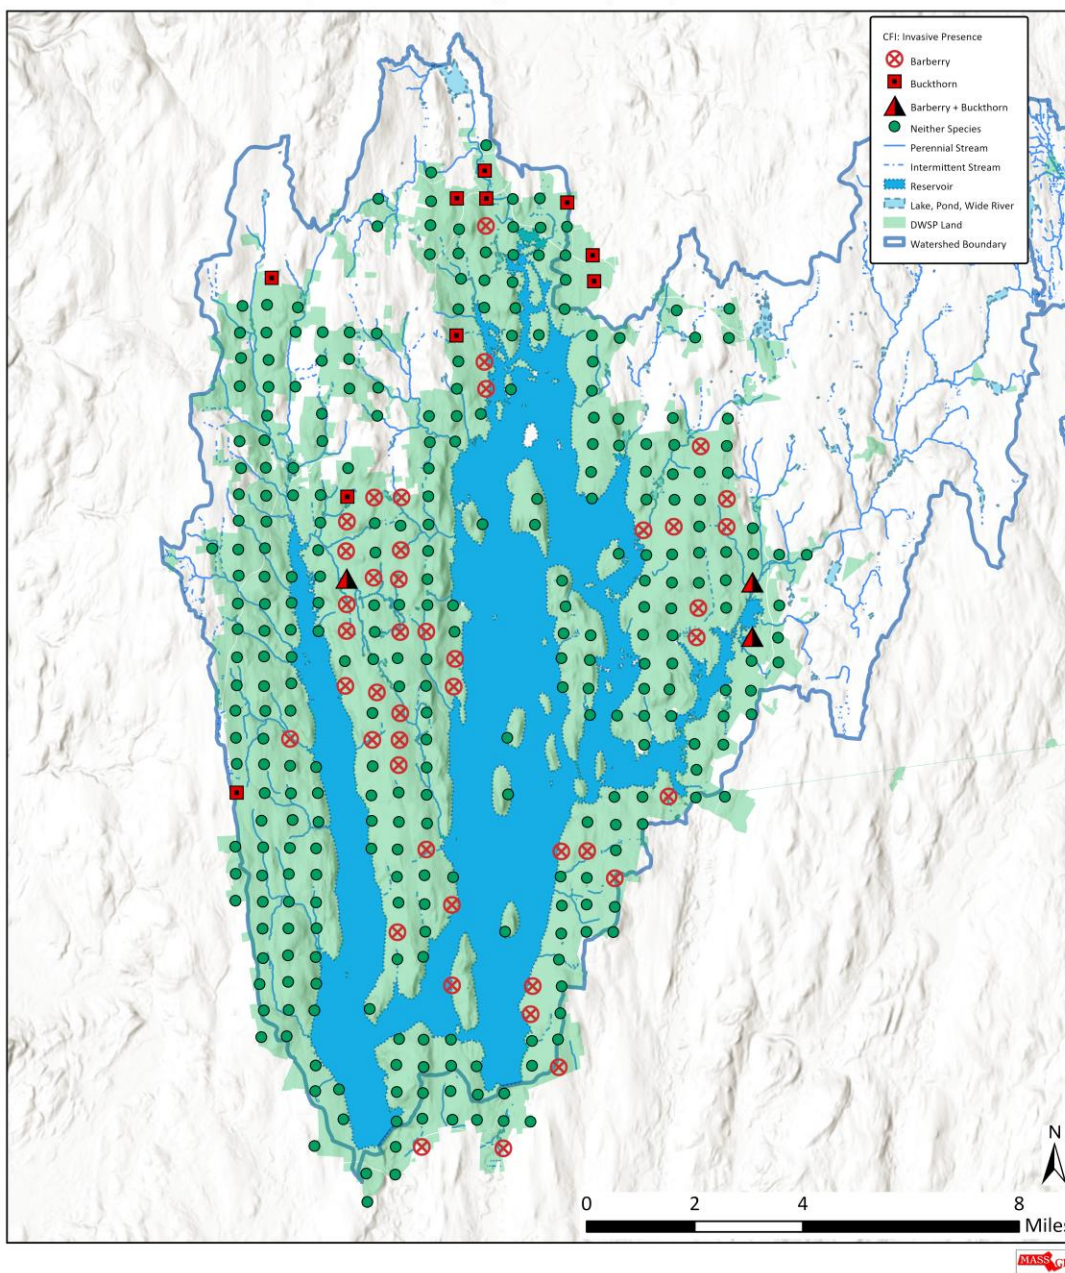 CFI: Invasive Presence
Barberry
Buckthorn
Barberry + Buckthorn
Neither Species
Perennial Stream
Intermittent Stream
Reservoir
Lake, Pond, Wide River
DWSP Land
Watershed Boundary
N
0 2 4 8
Miles
MASS